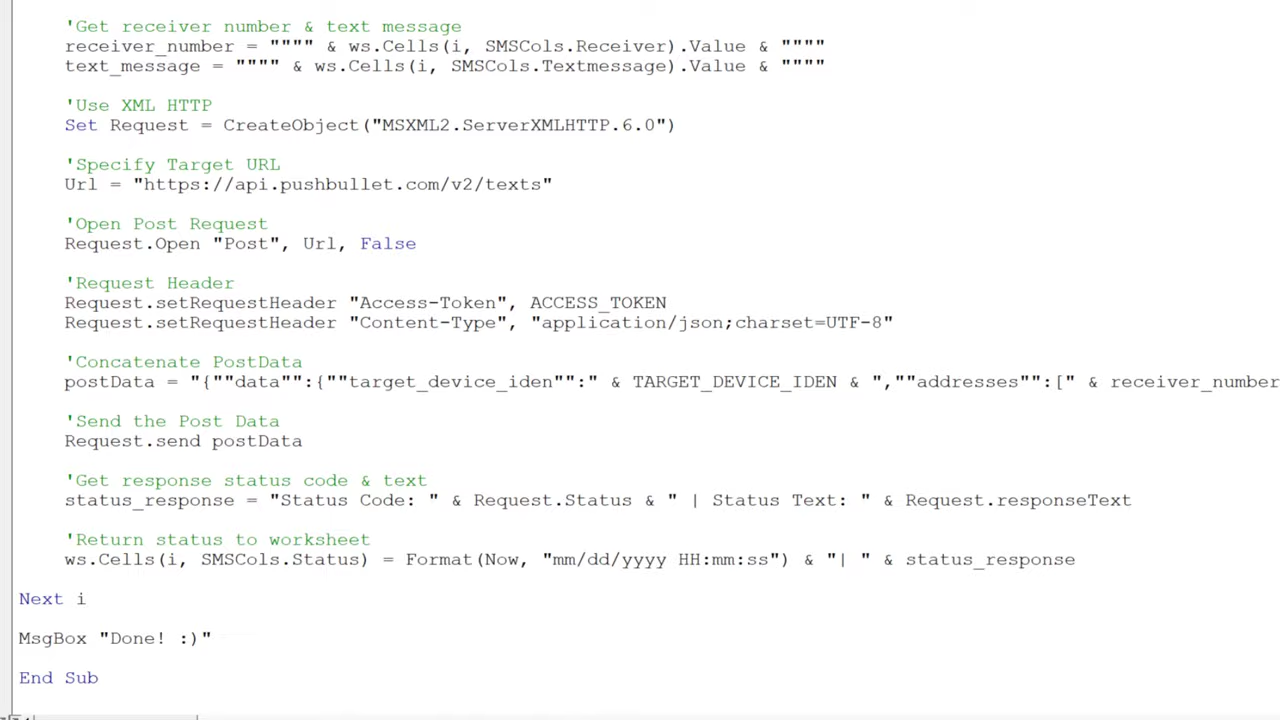 'Get receiver number & text message
receiver_number = """" & ws.Cells(i, SMSCols.Receiver).Value & """"
text_message = """" & ws.Cells(i, SMSCols.Textmessage).Value & """"
'Use XML HTTP
Set Request = CreateObject("MSXML2.ServerXMLHTTP.6.0")
'Specify Target URL
Url = "https://api.pushbullet.com/v2/texts"
'Open Post Request
Request.Open "Post", Url, False
'Request Header
Request.setRequestHeader "Access-Token", ACCESS_TOKEN
Request.setRequestHeader "Content-Type", "application/json;charset=UTF-8"
'Concatenate PostData
postData = "{""data"":{""target_device_iden"":" & TARGET_DEVICE_IDEN & ",""addresses"":[" & receiver_number
'Send the Post Data
Request.send postData
'Get response status code & text
status_response = "Status Code: " & Request.Status & " | Status Text: " & Request.responseText
'Return status to worksheet
ws.Cells(i, SMSCols.Status) = Format(Now, "mm/dd/yyyy HH:mm:ss") & "| " & status_response
Next i
MsgBox "Done! :)"
End Sub